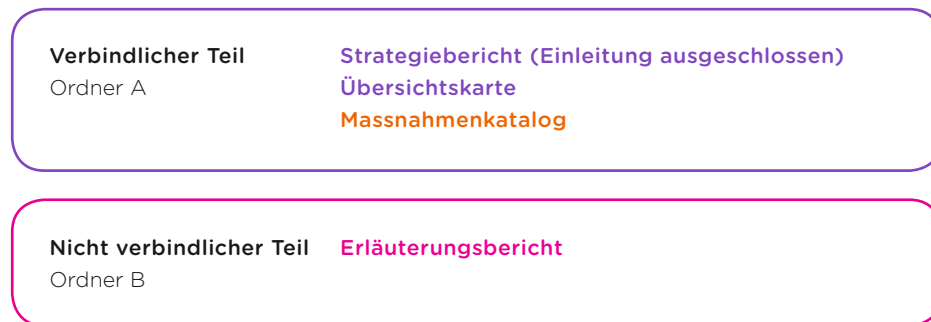 Verbindlicher Teil Strategiebericht (Einleitung ausgeschlossen)
Ordner A Übersichtskarte
Massnahmenkatalog
Nicht verbindlicher Teil Erläuterungsbericht
Ordner B